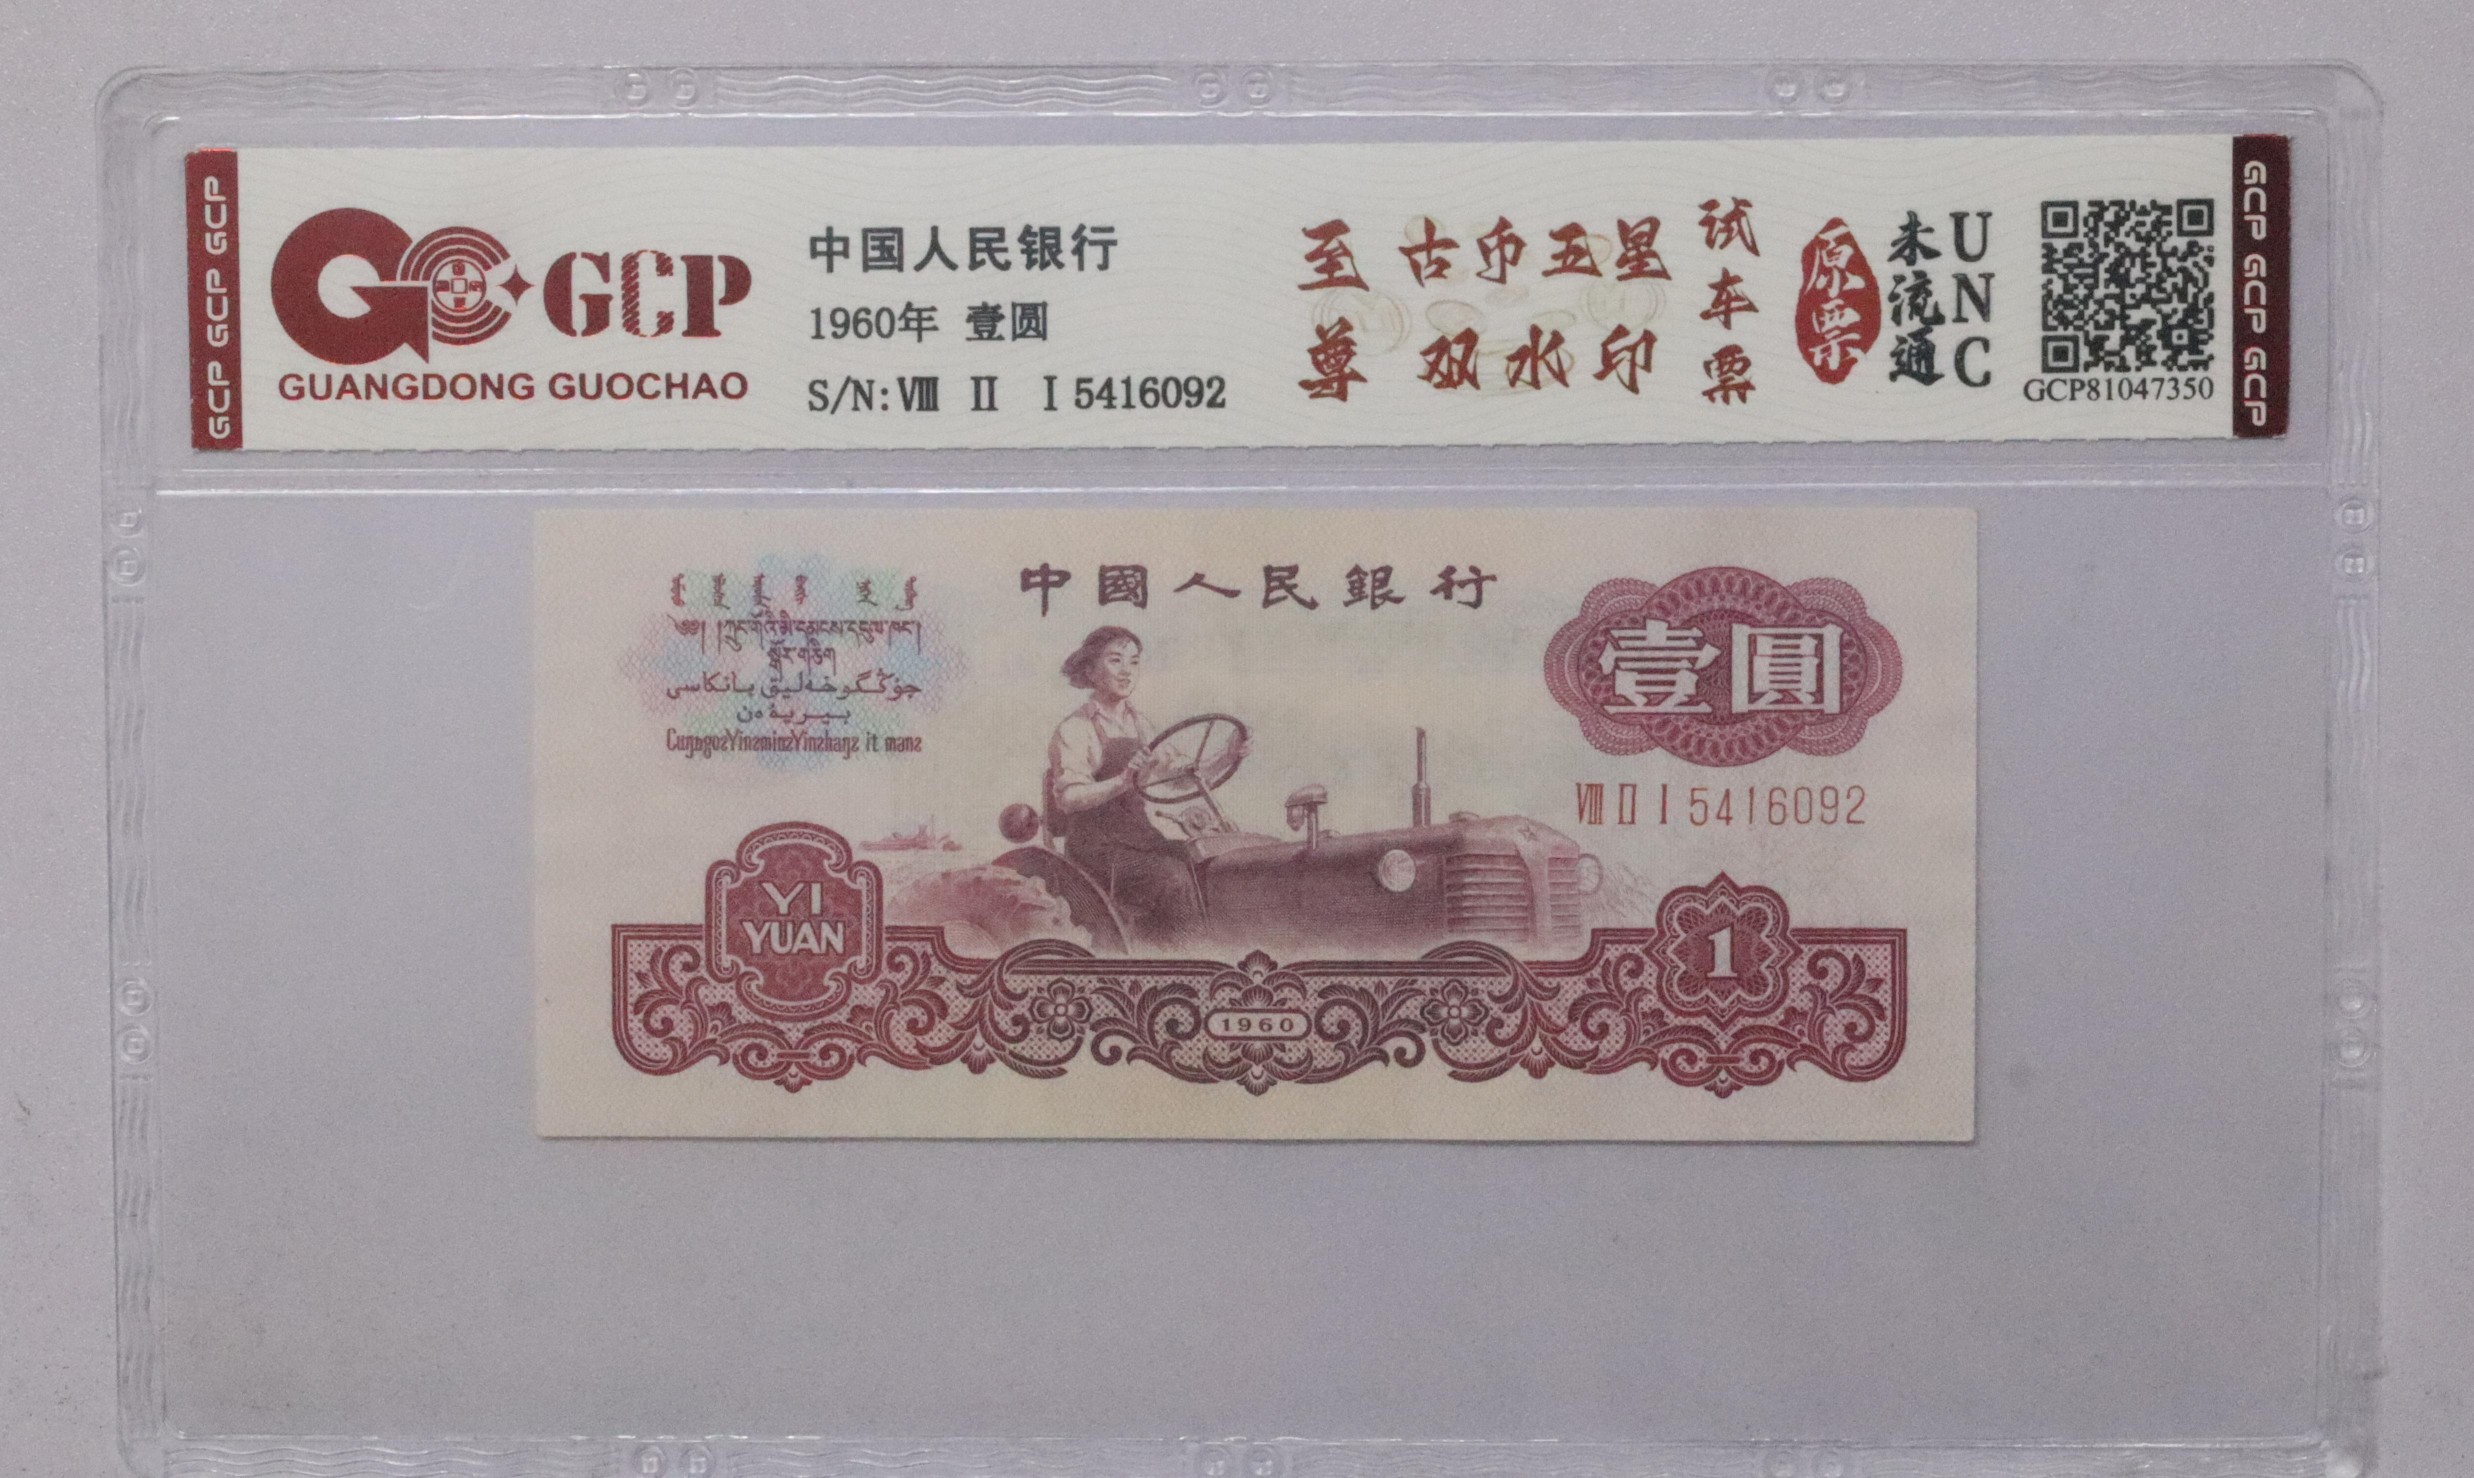 GCP GCP GCP
GCP
GUANGDONG GUOCHAO
中国人民银行
1960年 壹圆
S/N: Ⅷ Ⅱ Ⅰ 5416092
至尊
古币五星
双水印
试车票
原票
未流通
UNC
GCP81047350
GCP GCP GCP
中國人民銀行
壹圓
Ⅷ Ⅱ Ⅰ 5416092
YI
YUAN
1
1960